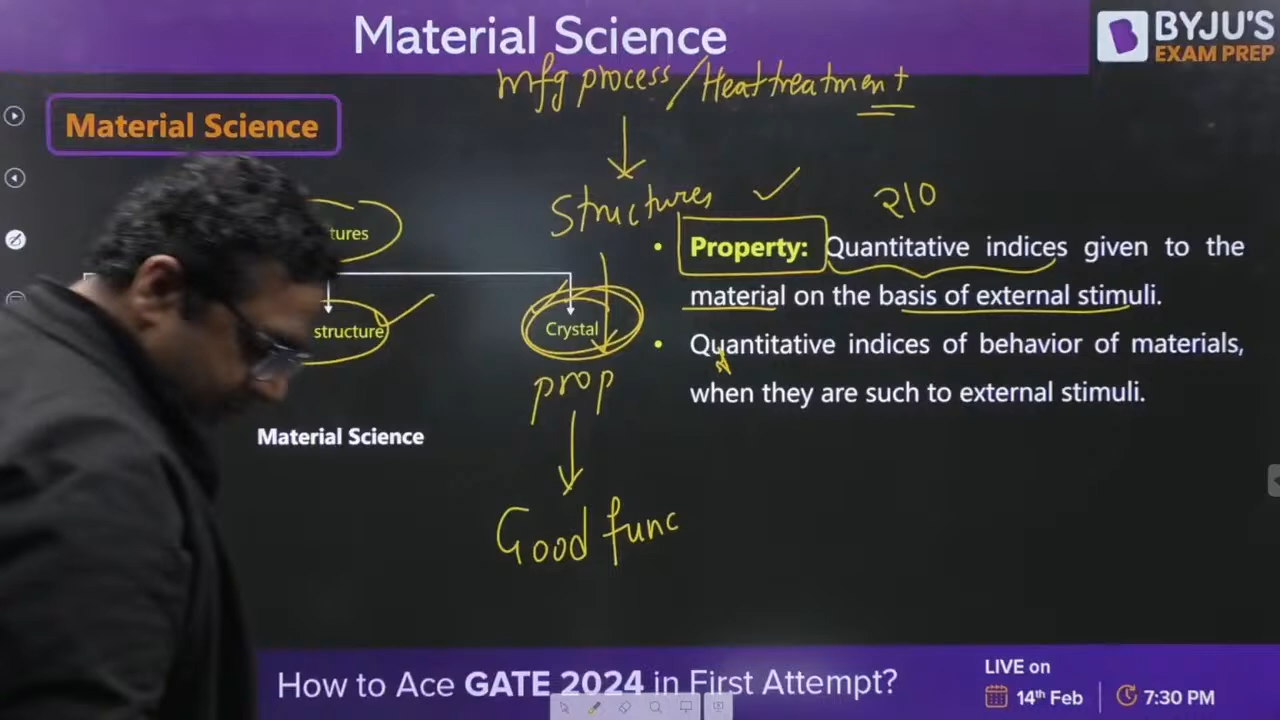 Material Science
BYJU'S
EXAM PREP
mfg process / Heat treatment
Material Science
Structures
210
tures
Property: Quantitative indices given to the
material on the basis of external stimuli.
structure
Crystal
Quantitative indices of behavior of materials,
when they are such to external stimuli.
prop
Material Science
Good func
How to Ace GATE 2024 in First Attempt?
LIVE on
14th Feb
7:30 PM